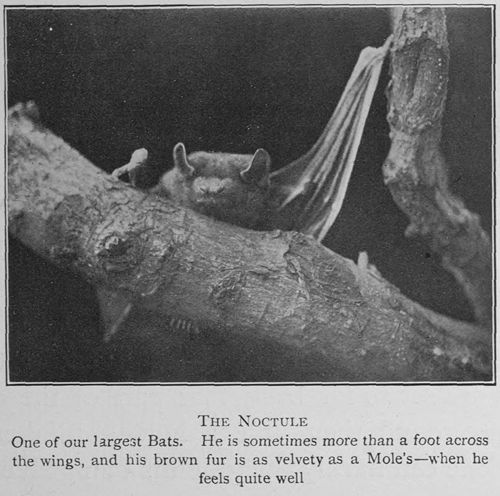 THE NOCTULE
One of our largest Bats. He is sometimes more than a foot across
the wings, and his brown fur is as velvety as a Mole's—when he
feels quite well